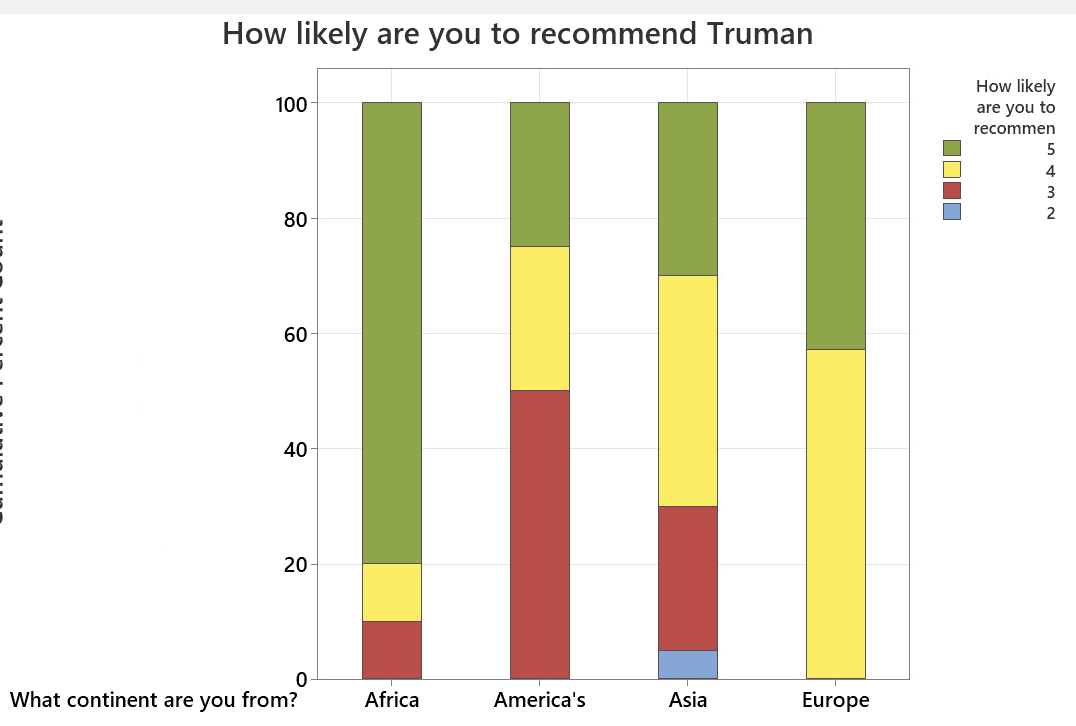 How likely are you to recommend Truman
How likely
are you to
recommen
5
4
3
2
100
80
60
40
20
0
What continent are you from? Africa America's Asia Europe